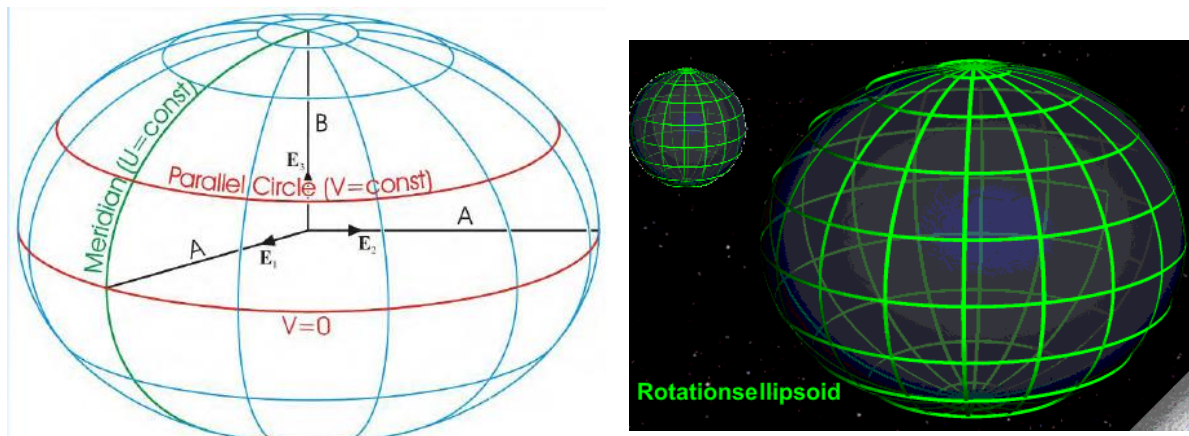 Meridian (U=const)
B
E₃
Parallel Circle (V=const)
A
A
E₁
E₂
V=0
Rotationsellipsoid